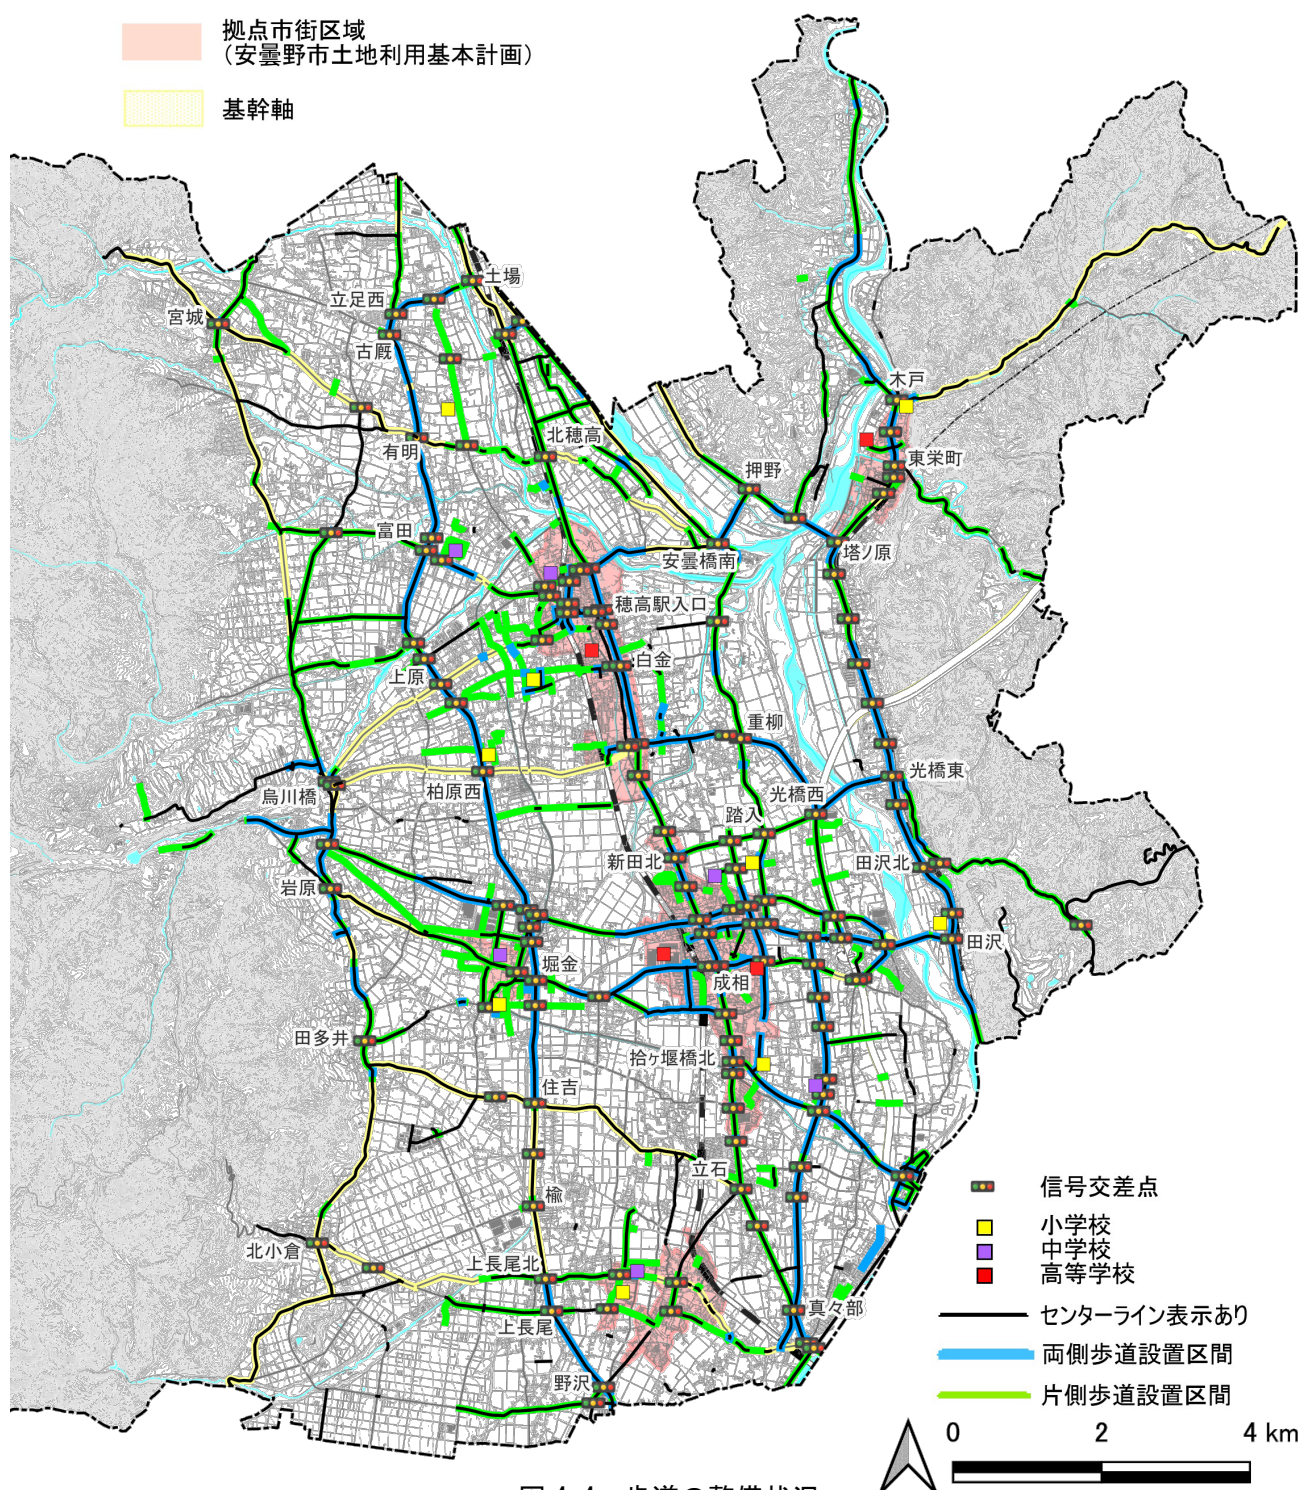 拠点市街区域
（安曇野市土地利用基本計画）
基幹軸
土場
立足西
宮城
古厩
木戸
北穂高
有明
東栄町
押野
富田
塔ノ原
安曇橋南
穂高駅入口
白金
上原
重柳
光橋東
烏川橋
柏原西
光橋西
踏入
新田北
田沢北
岩原
田沢
堀金
成相
田多井
拾ヶ堰橋北
住吉
立石
信号交差点
楡
小学校
中学校
北小倉
上長尾北
高等学校
真々部
センターライン表示あり
上長尾
両側歩道設置区間
野沢
片側歩道設置区間
0 2 4 km